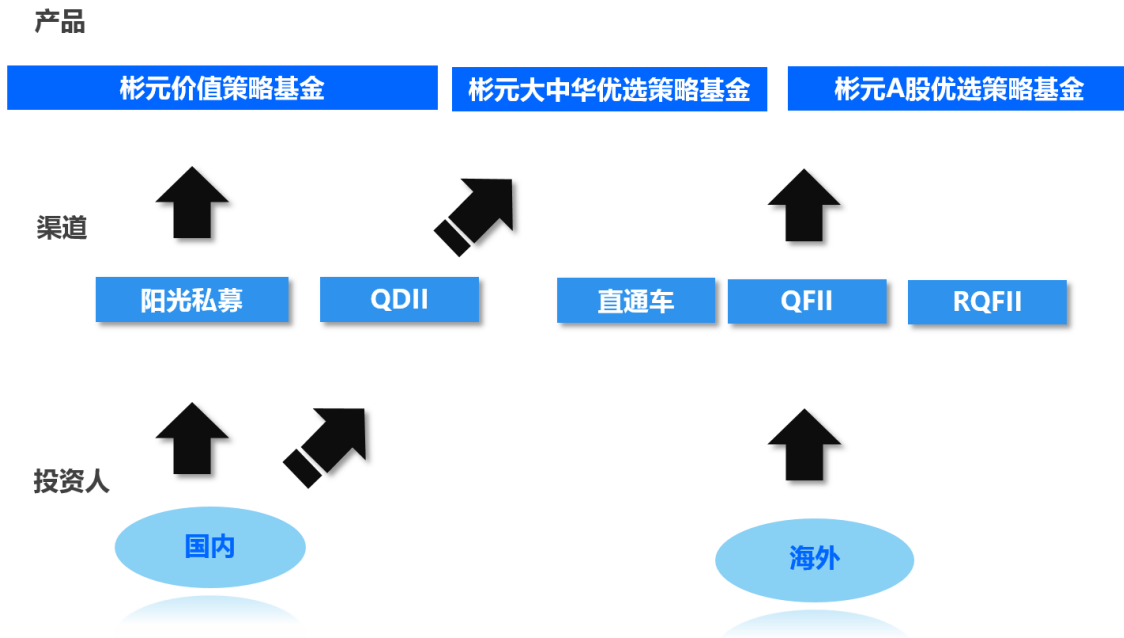 产品
彬元价值策略基金
彬元大中华优选策略基金
彬元A股优选策略基金
渠道
阳光私募
QDII
直通车
QFII
RQFII
投资人
国内
海外